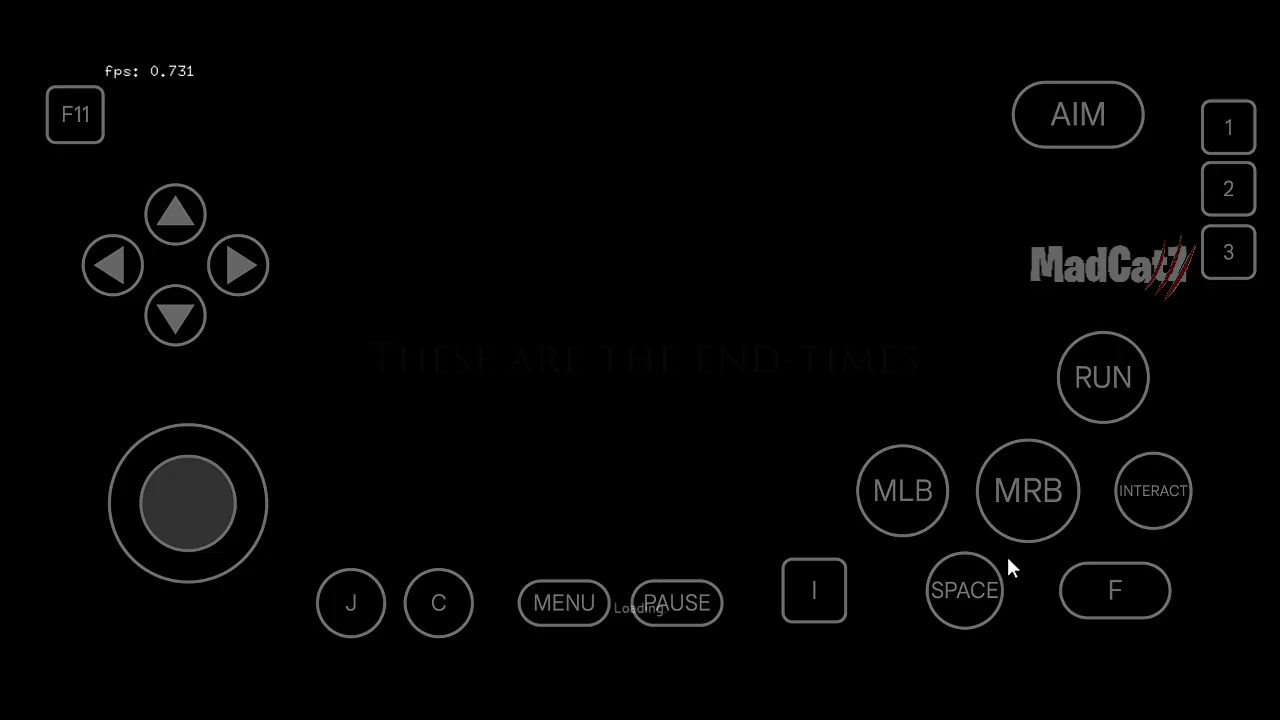 fps: 0.731
F11
AIM
1
2
MadCatz
3
THESE ARE THE END-TIMES
RUN
MLB
MRB
INTERACT
I
SPACE
F
J
C
MENU
Loading
PAUSE